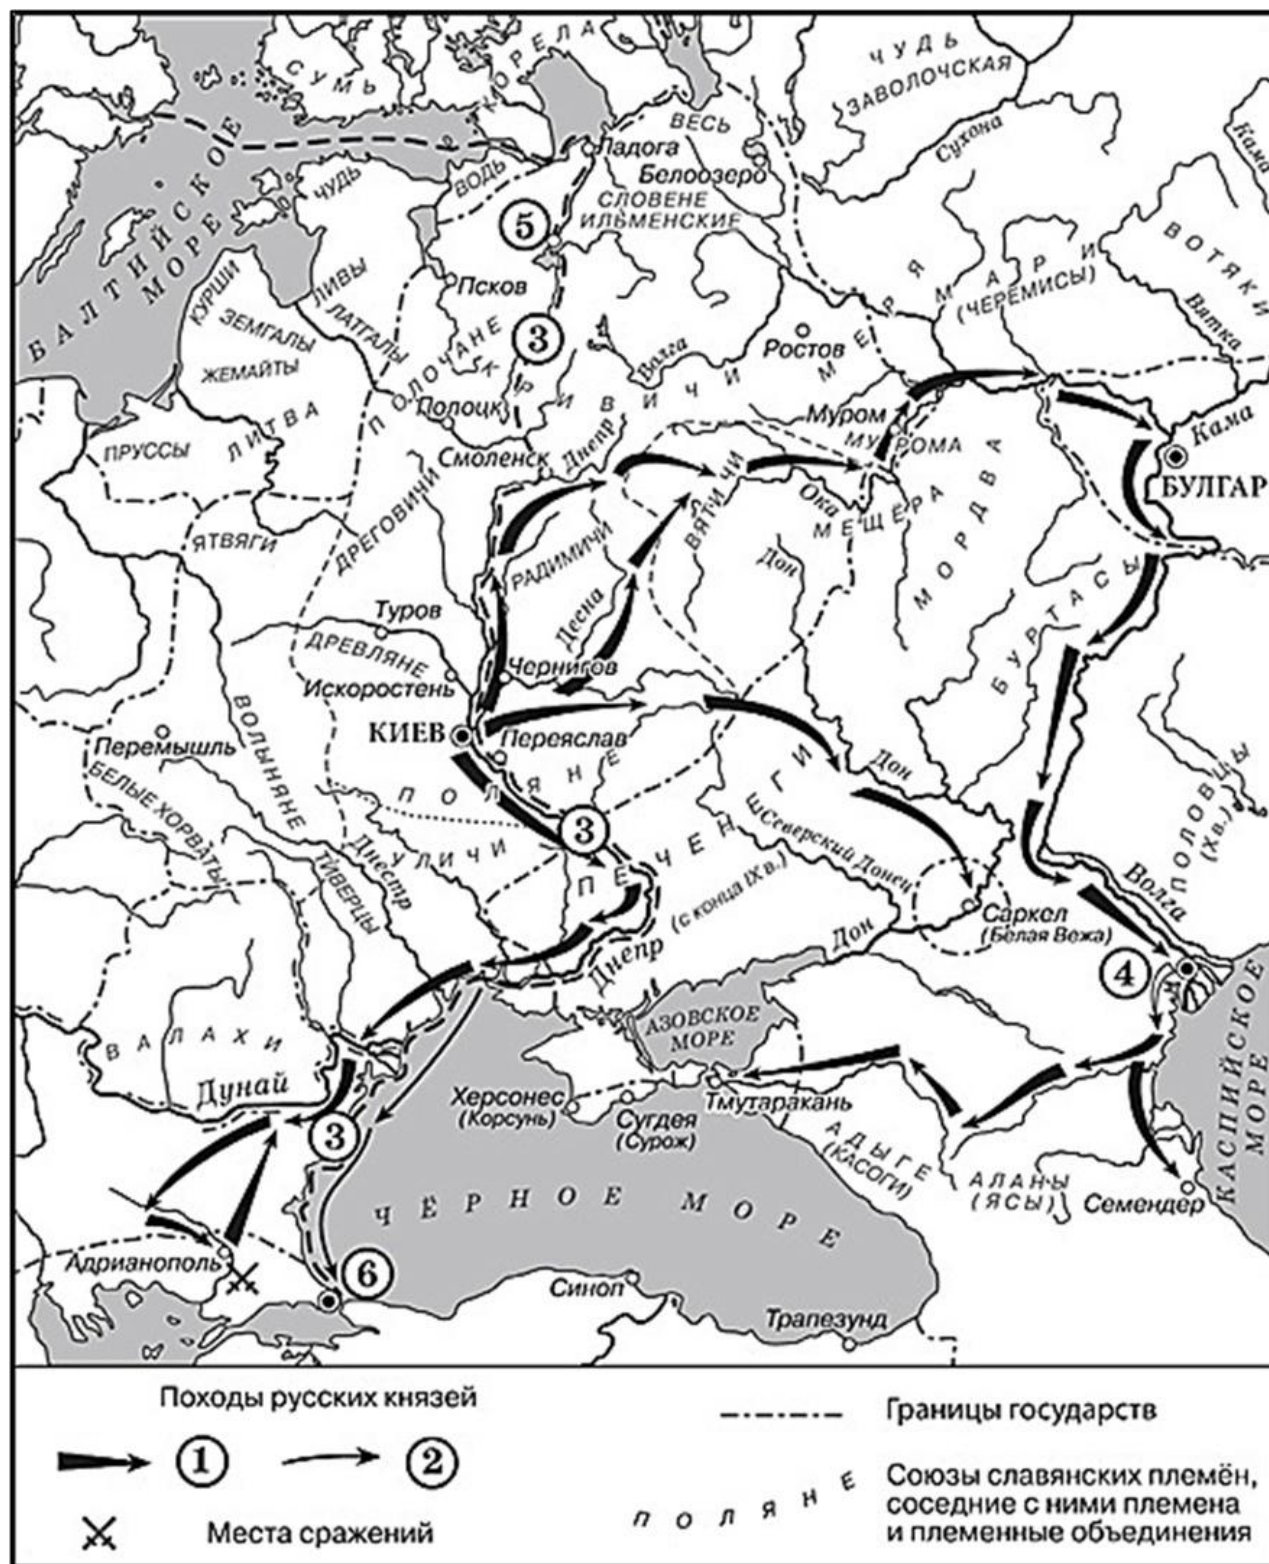 СУМЬ
КОРЕЛА
ЧУДЬ
ЗАВОЛОЧСКАЯ
Сухона
Кама
ВЕСЬ
Ладога
Белоозеро
ВОДЬ
ЧУДЬ
СЛОВЕНЕ
ИЛЬМЕНСКИЕ
5
БАЛТИЙСКОЕ
МОРЕ
ВОТЯКИ
Вятка
МАРИ
(ЧЕРЕМИСЫ)
МЕРЯ
Псков
КУРШИ
ЛИВЫ
ЗЕМГАЛЫ
ЛАТГАЛЫ
ЖЕМАЙТЫ
3
Волга
Ростов
ПОЛОЧАНЕ
КРИВИЧИ
Полоцк
ПРУССЫ
ЛИТВА
Муром
МУРОМА
Кама
БУЛГАР
Смоленск
Днепр
ВЯТИЧИ
Ока
МЕЩЁРА
МОРДВА
ЯТВЯГИ
ДРЕГОВИЧИ
РАДИМИЧИ
Дон
БУРТАСЫ
Десна
Туров
ДРЕВЛЯНЕ
Искоростень
Чернигов
КИЕВ
Переяслав
Перемышль
ВОЛЫНЯНЕ
БЕЛЫЕ ХОРВАТЫ
ПОЛЯНЕ
3
УЛИЧИ
ТИВЕРЦЫ
Днестр
ПЕЧЕНЕГИ
(с конца IX в.)
Северский Донец
Дон
ПОЛОВЦЫ
(X в.)
Волга
Саркел
(Белая Вежа)
Дон
Днепр
4
ВАЛАХИ
Дунай
АЗОВСКОЕ
МОРЕ
КАСПИЙСКОЕ
МОРЕ
Херсонес
(Корсунь)
Сугдея
(Сурож)
Тмутаракань
АДЫГЕ
(КАСОГИ)
АЛАНЫ
(ЯСЫ)
Семендер
3
ЧЁРНОЕ МОРЕ
Адрианополь
6
Синоп
Трапезунд
Походы русских князей
1
2
Места сражений
Границы государств
ПОЛЯНЕ
Союзы славянских племён,
соседние с ними племена
и племенные объединения